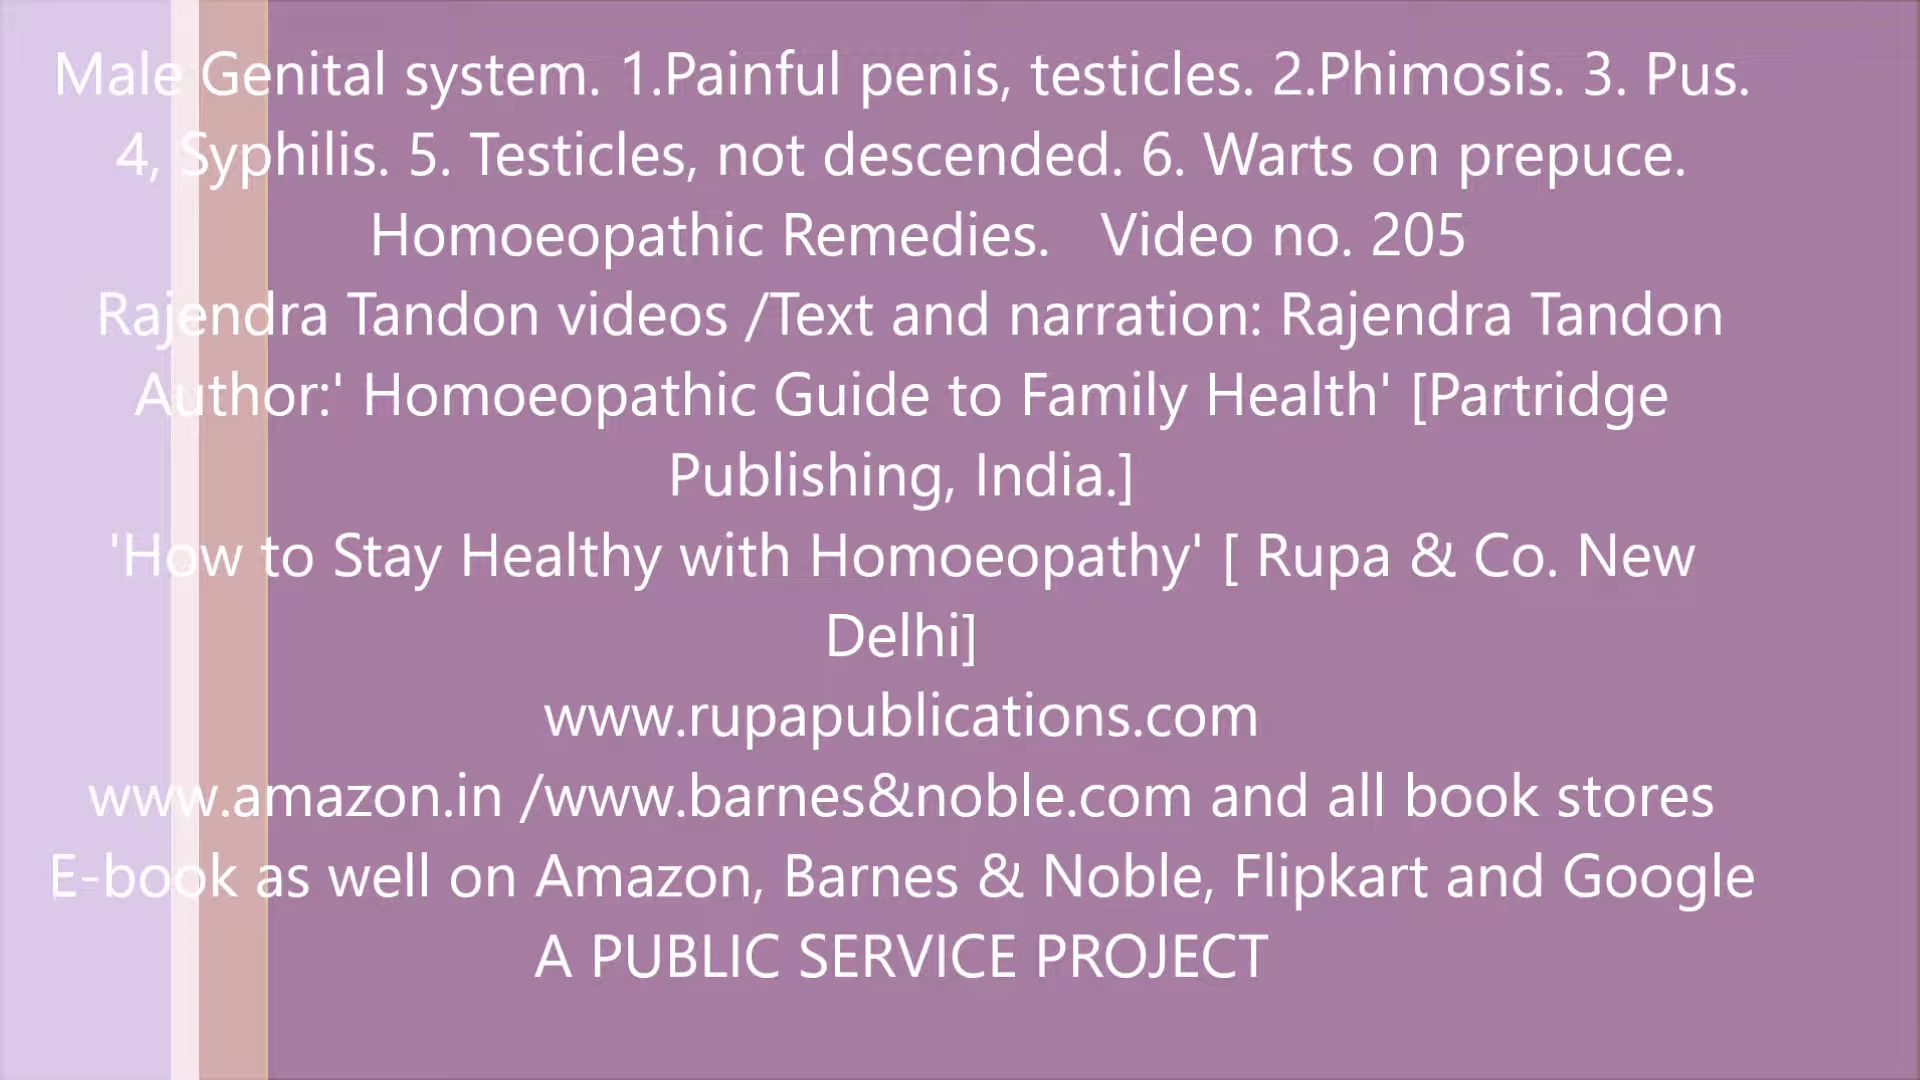 Male Genital system. 1.Painful penis, testicles. 2.Phimosis. 3. Pus.
4, Syphilis. 5. Testicles, not descended. 6. Warts on prepuce.
Homoeopathic Remedies. Video no. 205
Rajendra Tandon videos /Text and narration: Rajendra Tandon
Author:' Homoeopathic Guide to Family Health' [Partridge
Publishing, India.]
'How to Stay Healthy with Homoeopathy' [ Rupa & Co. New
Delhi]
www.rupapublications.com
www.amazon.in /www.barnes&noble.com and all book stores
E-book as well on Amazon, Barnes & Noble, Flipkart and Google
A PUBLIC SERVICE PROJECT